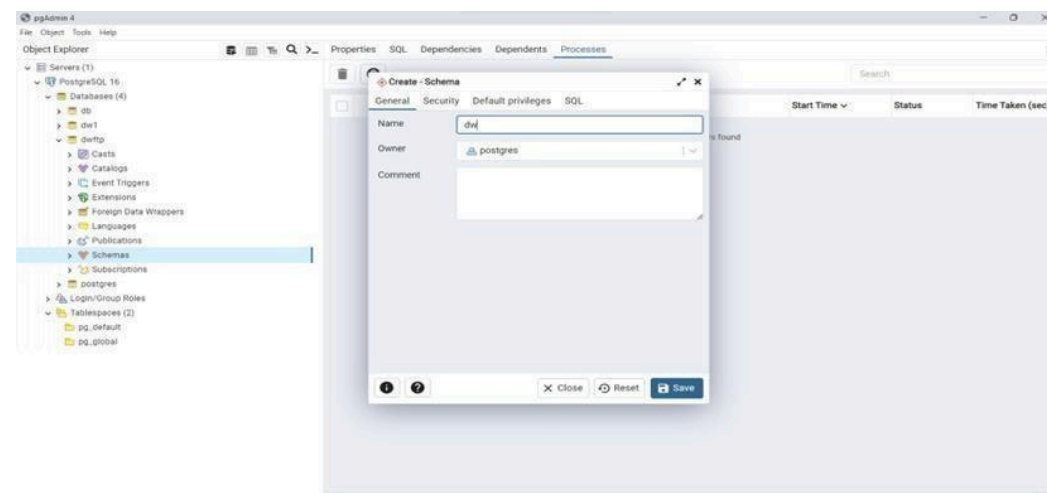 pgAdmin 4
File Object Tools Help
Object Explorer
Properties SQL Dependencies Dependents Processes
Servers (1)
PostgreSQL 16
Databases (4)
db
dw1
dwftp
Casts
Catalogs
Event Triggers
Extensions
Foreign Data Wrappers
Languages
Publications
Schemas
Subscriptions
postgres
Login/Group Roles
Tablespaces (2)
pg_default
pg_global
Search
Start Time Status Time Taken (sec
s found
Create - Schema
General Security Default privileges SQL
Name dw
Owner postgres
Comment
Close Reset Save